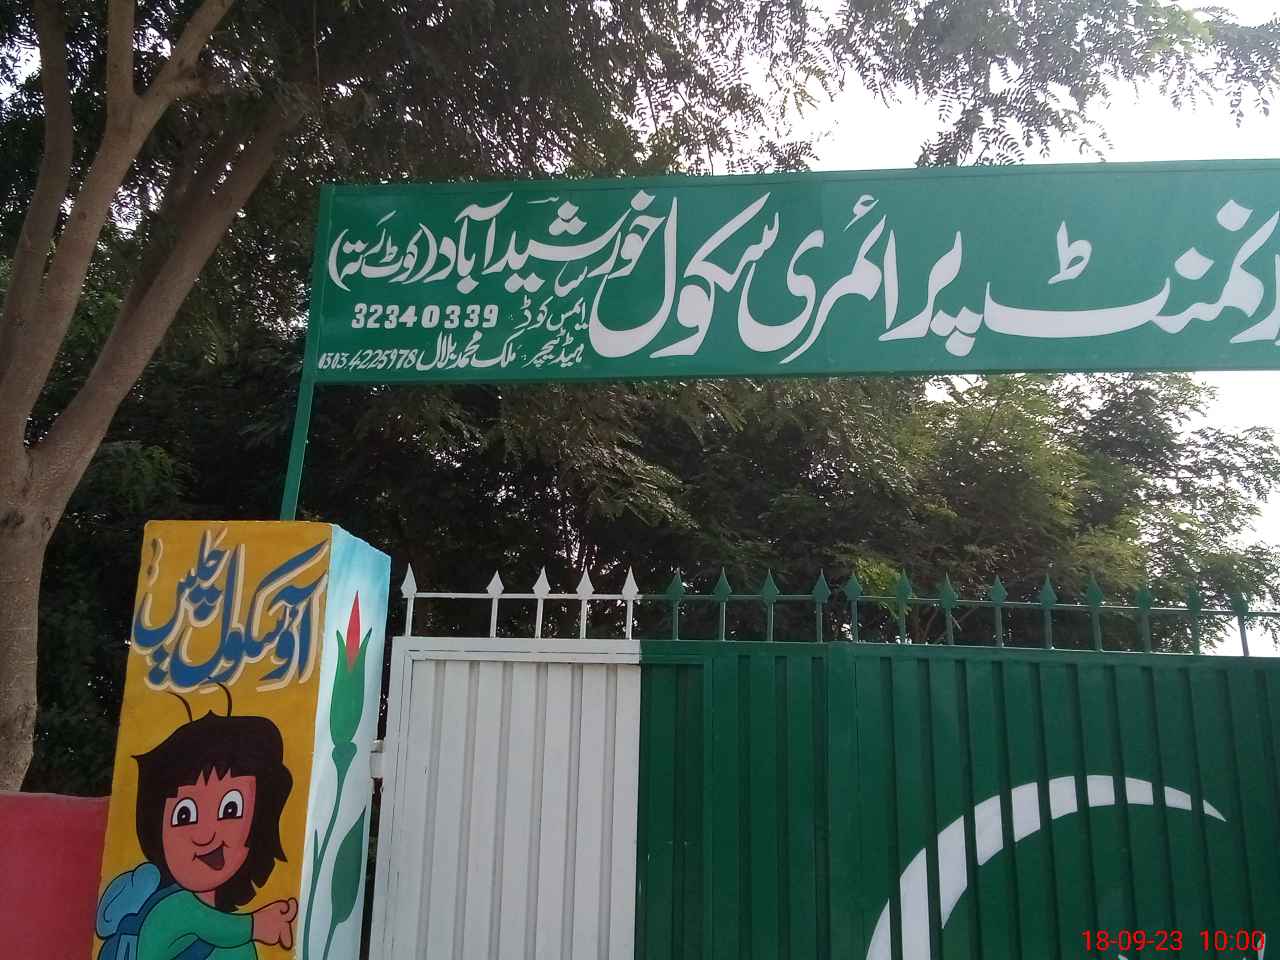 رنمنٹ پرائمری سکول خورشید آباد (کوٹ رتہ)
ایمس کوڈ 32340339
ہیڈ ٹیچر ملک محمد بلال 0303.4225978
آؤ سکول چلیں
18-09-23 10:00